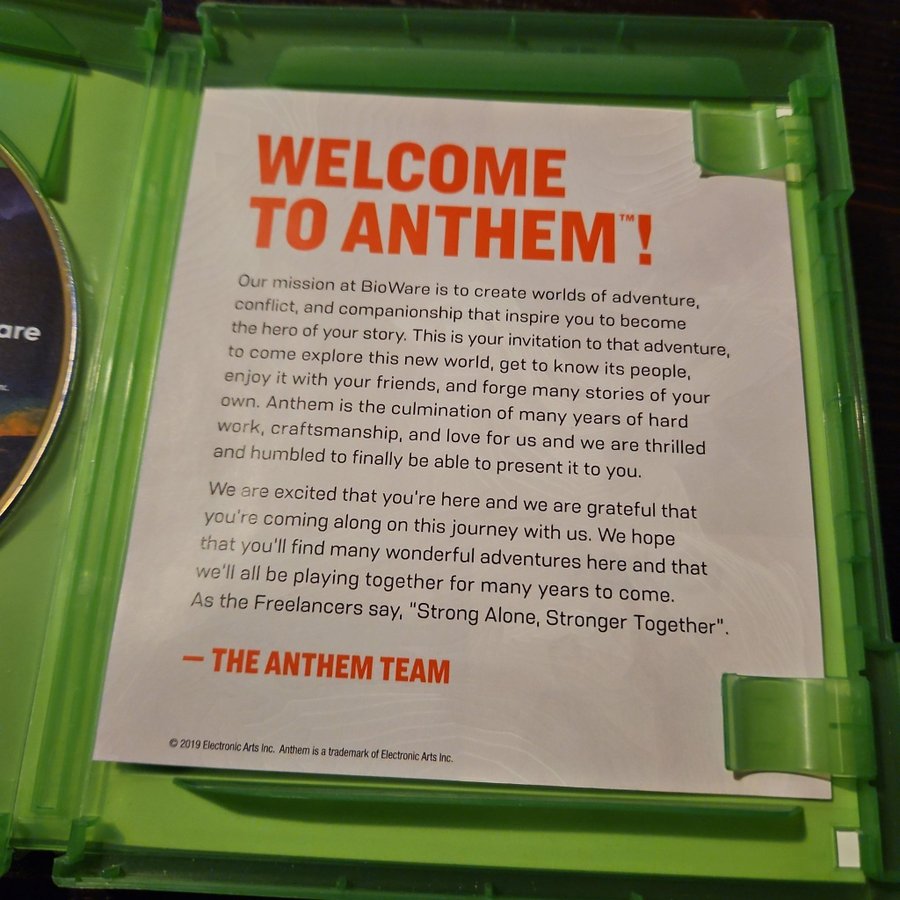 WELCOME
TO ANTHEM™!
Our mission at BioWare is to create worlds of adventure,
conflict, and companionship that inspire you to become
the hero of your story. This is your invitation to that adventure,
to come explore this new world, get to know its people,
enjoy it with your friends, and forge many stories of your
own. Anthem is the culmination of many years of hard
work, craftsmanship, and love for us and we are thrilled
and humbled to finally be able to present it to you.
We are excited that you're here and we are grateful that
you're coming along on this journey with us. We hope
that you'll find many wonderful adventures here and that
we'll all be playing together for many years to come.
As the Freelancers say, "Strong Alone, Stronger Together".
— THE ANTHEM TEAM
© 2019 Electronic Arts Inc. Anthem is a trademark of Electronic Arts Inc.
are